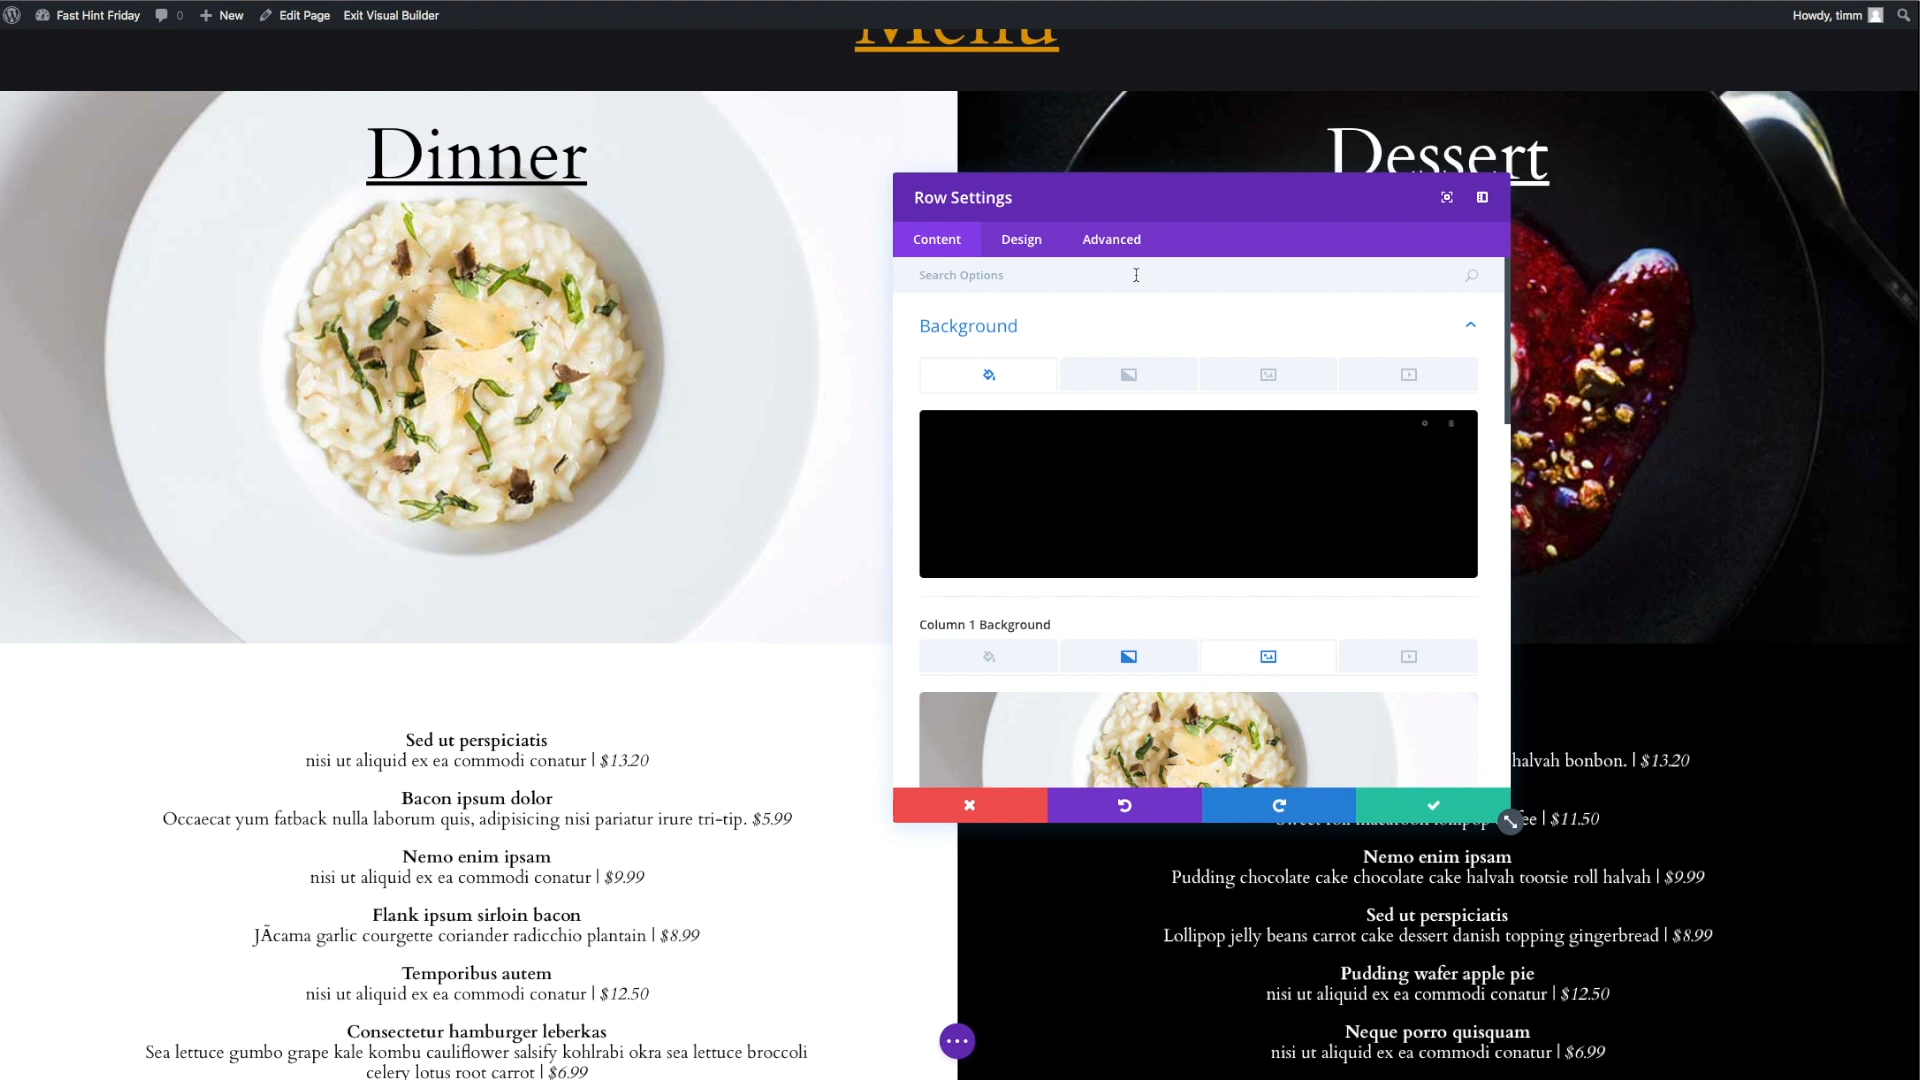 Fast Hint Friday 0 New Edit Page Exit Visual Builder Howdy, timm
Menu
Dinner
Dessert
Row Settings
Content Design Advanced
Search Options
Background
Column 1 Background
Sed ut perspiciatis
nisi ut aliquid ex ea commodi conatur | $13.20
Bacon ipsum dolor
Occaecat yum fatback nulla laborum quis, adipisicing nisi pariatur irure tri-tip. $5.99
Nemo enim ipsam
nisi ut aliquid ex ea commodi conatur | $9.99
Flank ipsum sirloin bacon
JÃcama garlic courgette coriander radicchio plantain | $8.99
Temporibus autem
nisi ut aliquid ex ea commodi conatur | $12.50
Consectetur hamburger leberkas
Sea lettuce gumbo grape kale kombu cauliflower salsify kohlrabi okra sea lettuce broccoli
celery lotus root carrot | $6.99
halvah bonbon. | $13.20
| $11.50
Nemo enim ipsam
Pudding chocolate cake chocolate cake halvah tootsie roll halvah | $9.99
Sed ut perspiciatis
Lollipop jelly beans carrot cake dessert danish topping gingerbread | $8.99
Pudding wafer apple pie
nisi ut aliquid ex ea commodi conatur | $12.50
Neque porro quisquam
nisi ut aliquid ex ea commodi conatur | $6.99